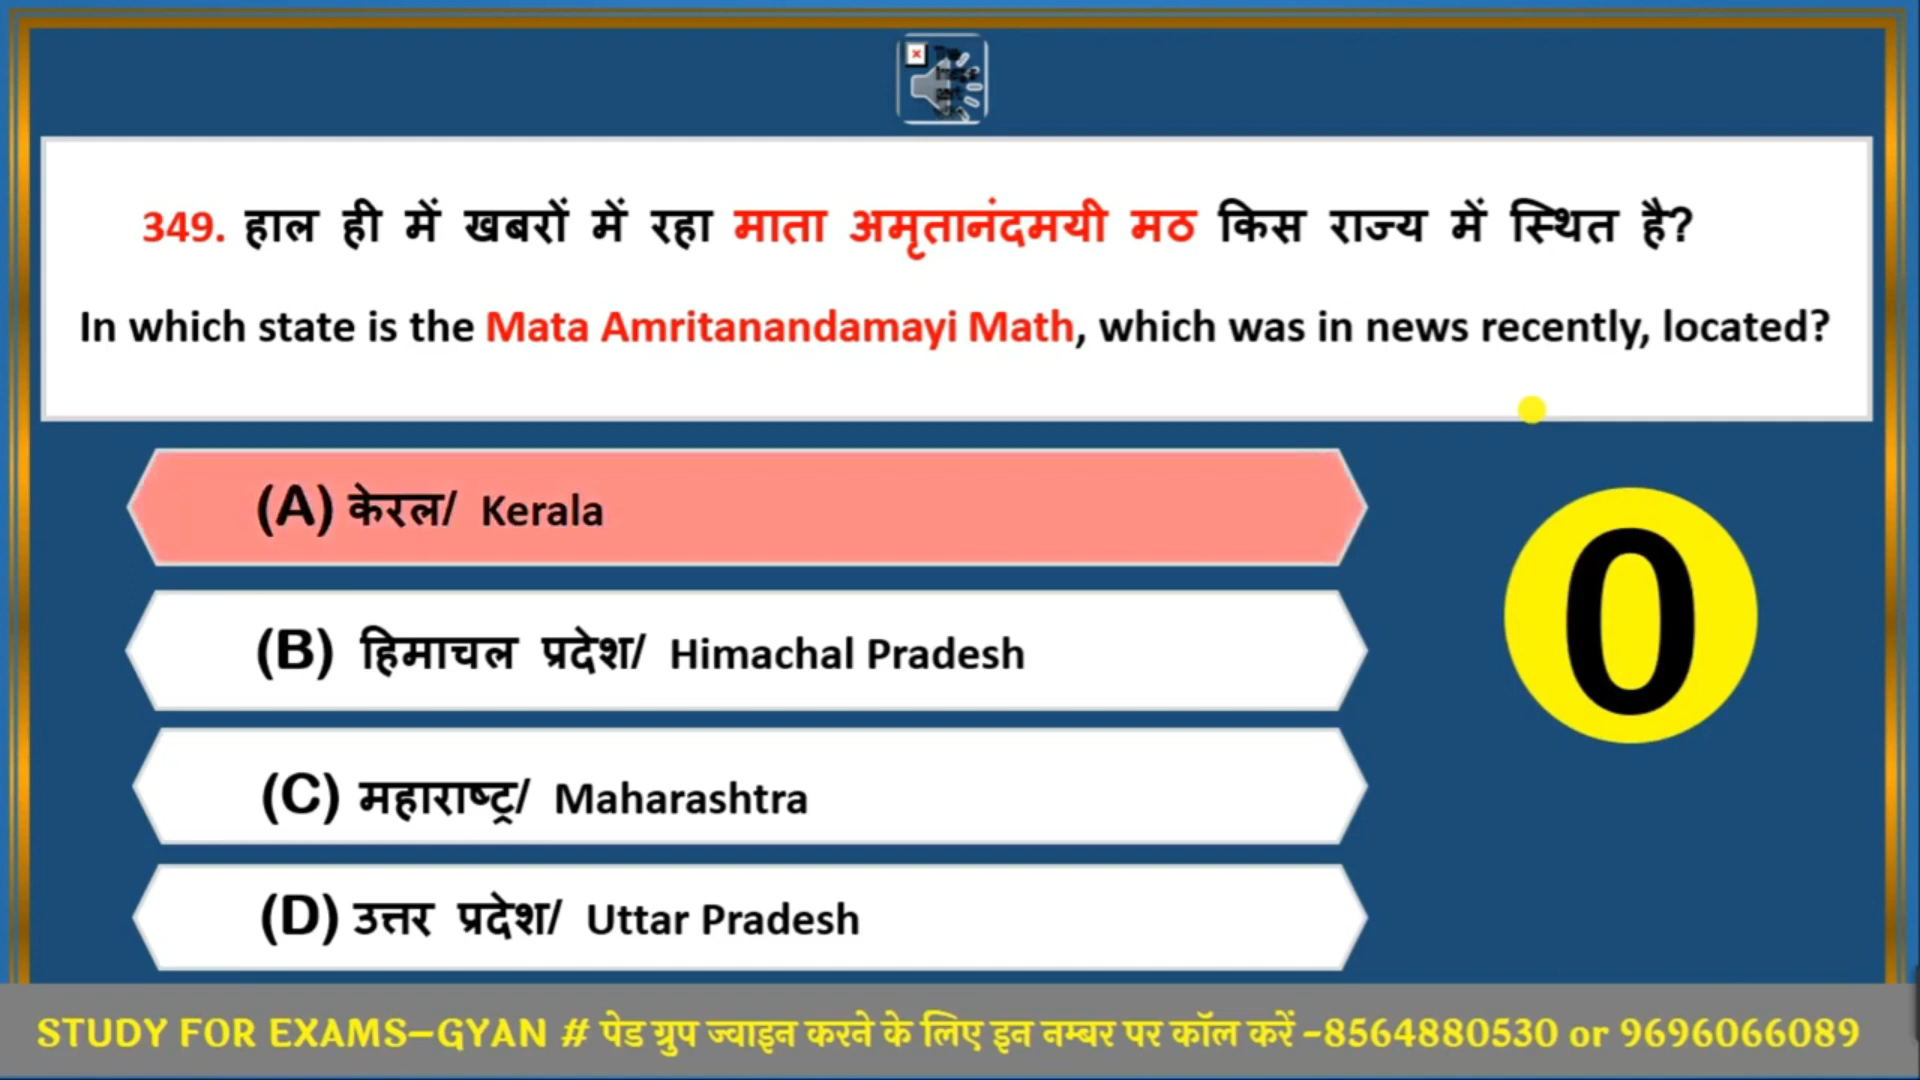 349. हाल ही में खबरों में रहा माता अमृतानंदमयी मठ किस राज्य में स्थित है?
In which state is the Mata Amritanandamayi Math, which was in news recently, located?
(A) केरल/ Kerala
(B) हिमाचल प्रदेश/ Himachal Pradesh
0
(C) महाराष्ट्र/ Maharashtra
(D) उत्तर प्रदेश/ Uttar Pradesh
STUDY FOR EXAMS-GYAN # पेड ग्रुप ज्वाइन करने के लिए इन नम्बर पर कॉल करें -8564880530 or 9696066089